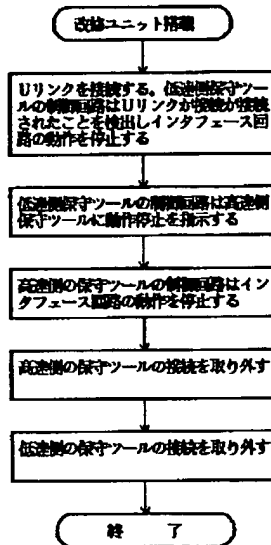 改修ユニット搭載
Uリンクを接続する。低速側保守ツー
ルの制御回路はUリンクが接続が接続
されたことを検出しインタフェース回
路の動作を停止する
低速側保守ツールの制御回路は高速側
保守ツールに動作停止を指示する
高速側の保守ツールの制御回路はイン
タフェース回路の動作を停止する
高速側の保守ツールの接続を取り外す
低速側の保守ツールの接続を取り外す
終 了